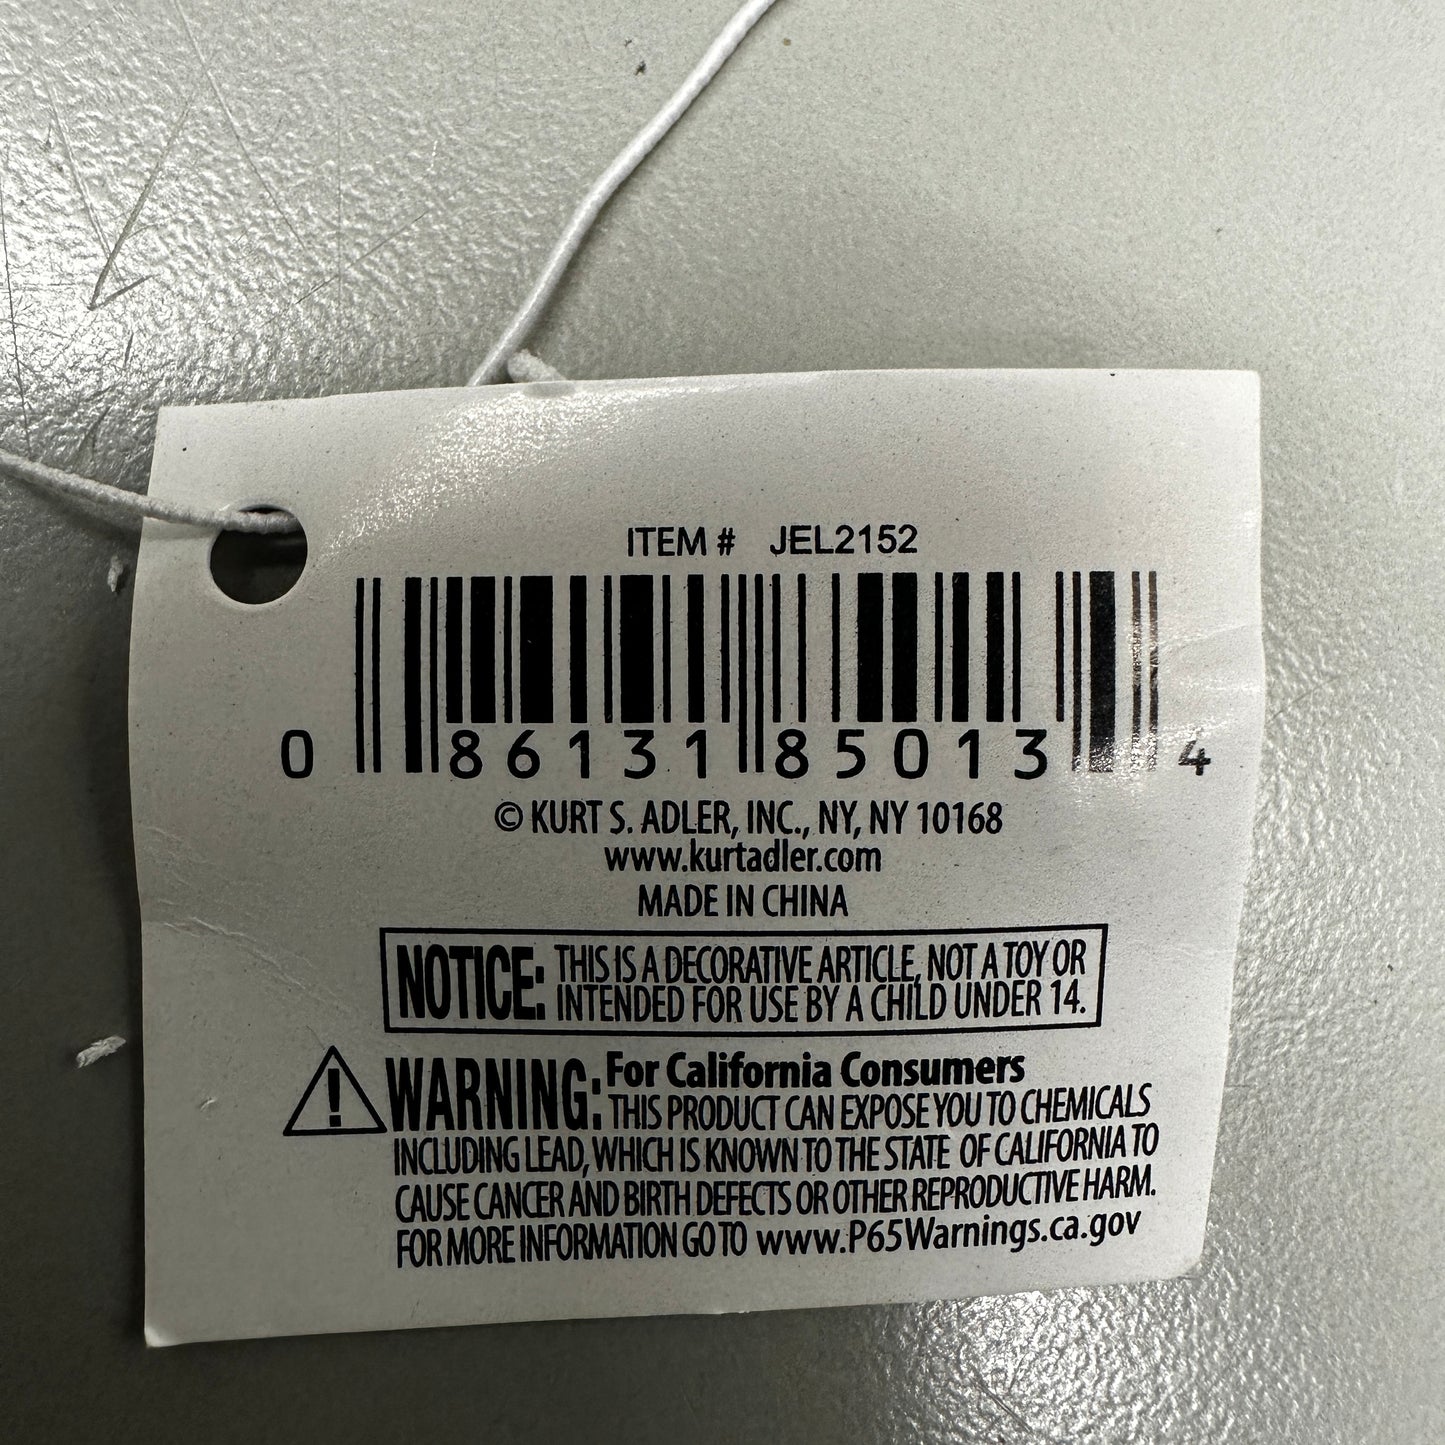 ITEM # JEL2152
0 86131 85013 4
© KURT S. ADLER, INC., NY, NY 10168
www.kurtadler.com
MADE IN CHINA
NOTICE: THIS IS A DECORATIVE ARTICLE, NOT A TOY OR
INTENDED FOR USE BY A CHILD UNDER 14.
WARNING: For California Consumers
THIS PRODUCT CAN EXPOSE YOU TO CHEMICALS
INCLUDING LEAD, WHICH IS KNOWN TO THE STATE OF CALIFORNIA TO
CAUSE CANCER AND BIRTH DEFECTS OR OTHER REPRODUCTIVE HARM.
FOR MORE INFORMATION GO TO www.P65Warnings.ca.gov